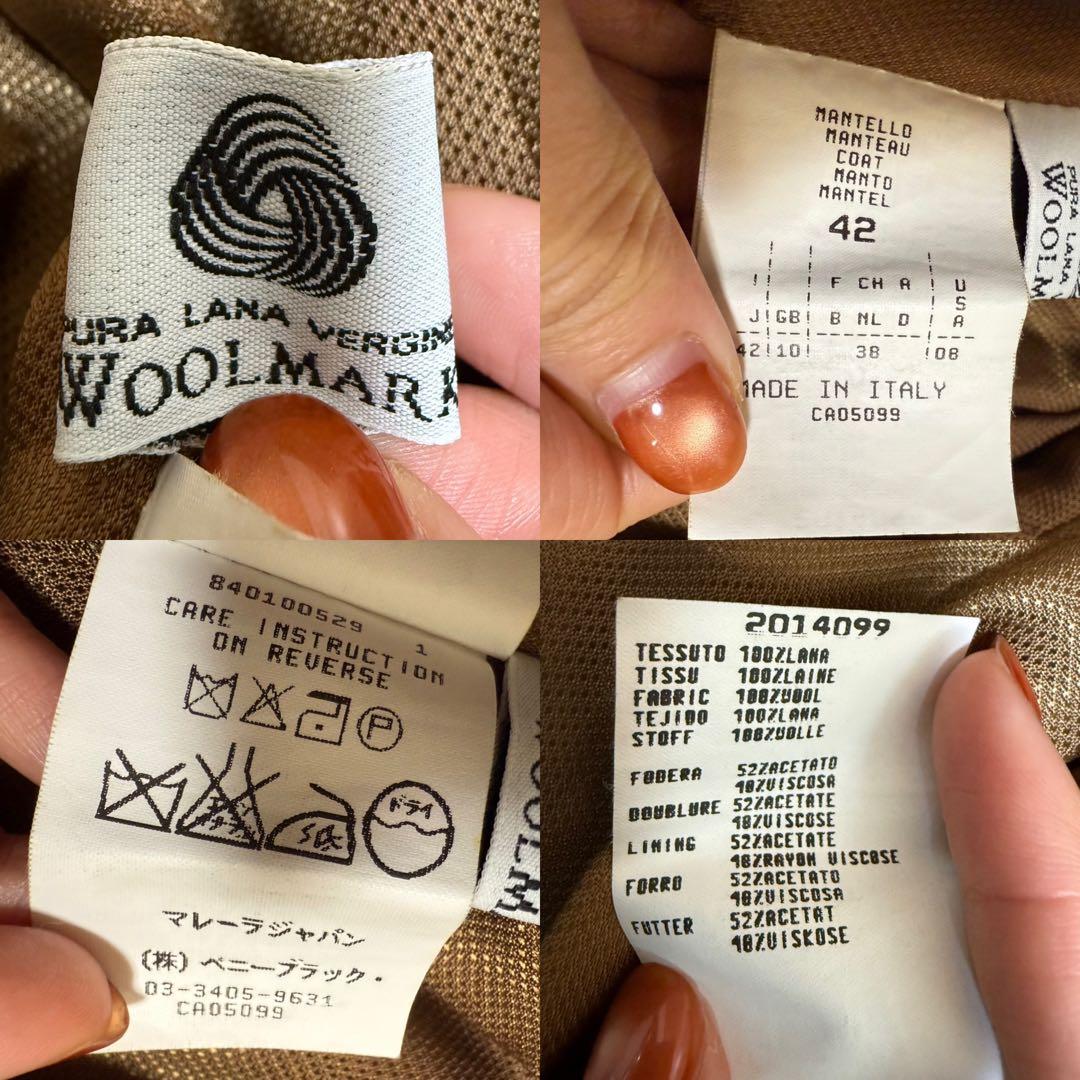 PURA LANA VERGINE
WOOLMARK
MANTELLO
MANTEAU
COAT
MANTO
MANTEL
42
F CH A U
S
J GB B NL D A
42 10 38 08
MADE IN ITALY
CA05099
PURA LANA
WOOLM
840100529 1
CARE INSTRUCTION
ON REVERSE
P
ドライ
マレーラジャパン
(株) ペニーブラック・
03-3405-9631
CA05099
2014099
TESSUTO 100%LANA
TISSU 100%LAINE
FABRIC 100%WOOL
TEJIDO 100%LANA
STOFF 100%WOLLE
FODERA 52%ACETATO
48%VISCOSA
DOUBLURE 52%ACETATE
48%VISCOSE
LINING 52%ACETATE
48%RAYON VISCOSE
FORRO 52%ACETATO
48%VISCOSA
FUTTER 52%ACETAT
48%VISKOSE